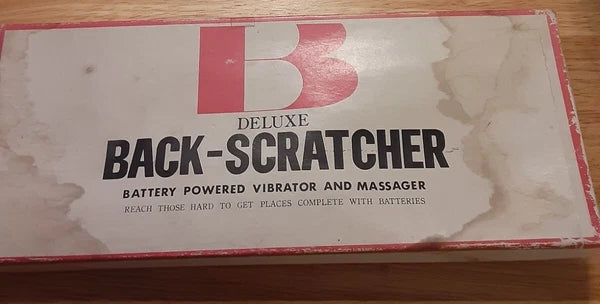 B
DELUXE
BACK-SCRATCHER
BATTERY POWERED VIBRATOR AND MASSAGER
REACH THOSE HARD TO GET PLACES COMPLETE WITH BATTERIES